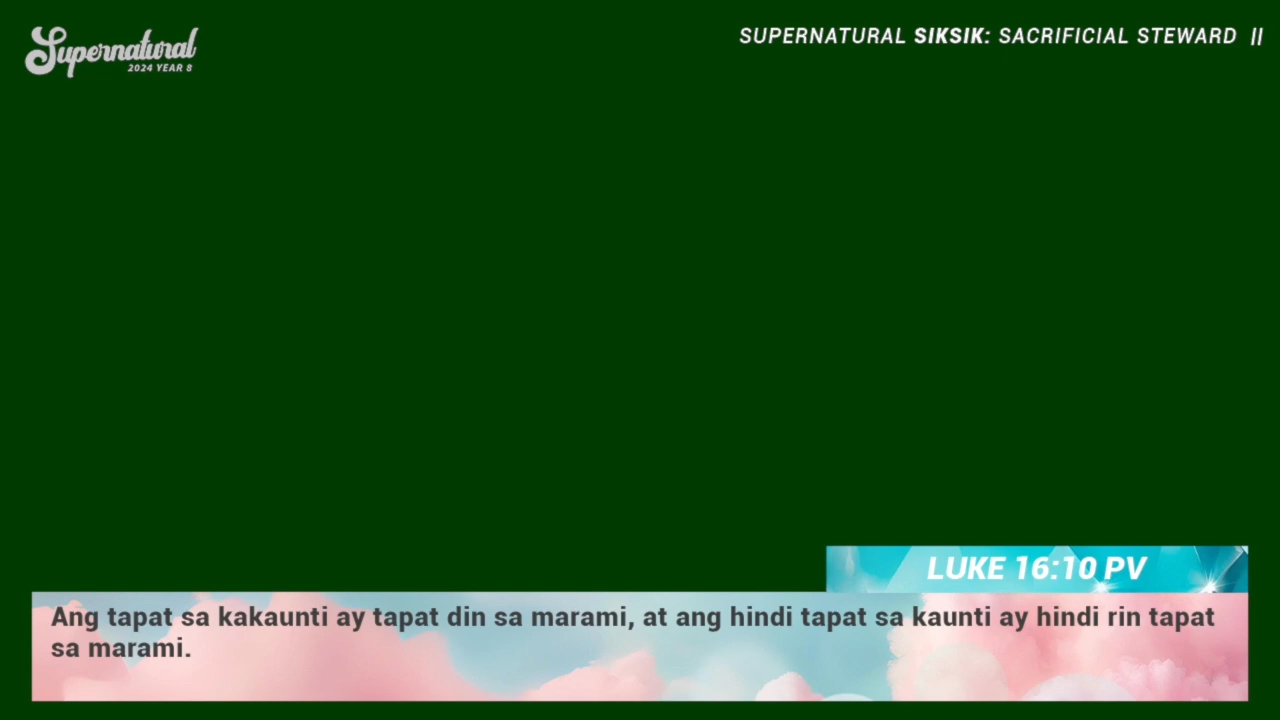 Supernatural
2024 YEAR 8
SUPERNATURAL SIKSIK: SACRIFICIAL STEWARD //
LUKE 16:10 PV
Ang tapat sa kakaunti ay tapat din sa marami, at ang hindi tapat sa kaunti ay hindi rin tapat
sa marami.